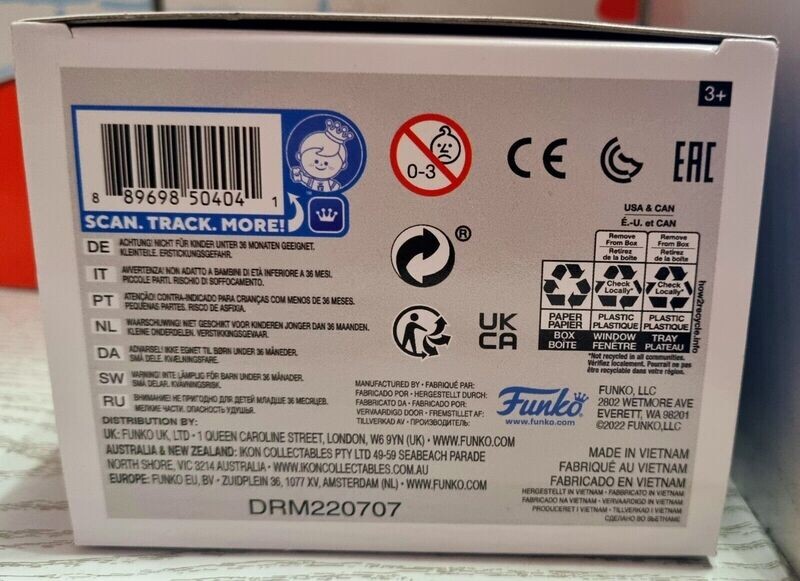 3+
8 89698 50404 1
SCAN. TRACK. MORE!
0-3
CE
EAC
DE ACHTUNG! NICHT FÜR KINDER UNTER 36 MONATEN GEEIGNET.
KLEINTEILE. ERSTICKUNGSGEFAHR.
IT AVVERTENZA! NON ADATTO A BAMBINI DI ETÀ INFERIORE A 36 MESI.
PICCOLE PARTI. RISCHIO DI SOFFOCAMENTO.
PT ATENÇÃO! CONTRA-INDICADO PARA CRIANÇAS COM MENOS DE 36 MESES.
PEQUENAS PARTES. RISCO DE ASFIXIA.
NL WAARSCHUWING! NIET GESCHIKT VOOR KINDEREN JONGER DAN 36 MAANDEN.
KLEINE ONDERDELEN. VERSTIKKINGSGEVAAR.
DA ADVARSEL! IKKE EGNET TIL BØRN UNDER 36 MÅNEDER.
SMÅ DELE. KVÆLNINGSFARE.
SW VARNING! INTE LÄMPLIG FÖR BARN UNDER 36 MÅNADER.
SMÅ DELAR. KVÄVNINGSRISK.
RU ВНИМАНИЕ! НЕ ПРИГОДНО ДЛЯ ДЕТЕЙ МЛАДШЕ 36 МЕСЯЦЕВ.
МЕЛКИЕ ЧАСТИ. ОПАСНОСТЬ УДУШЬЯ.
®
UK
CA
USA & CAN
É.-U. et CAN
Remove From Box
Retirez de la boîte
Remove From Box
Retirez de la boîte
Check Locally*
Check Locally*
PAPER
PAPIER
BOX
BOÎTE
PLASTIC
PLASTIQUE
WINDOW
FENÊTRE
PLASTIC
PLASTIQUE
TRAY
PLATEAU
how2recycle.info
*Not recycled in all communities.
Vérifiez localement. Pourrait ne pas
être recyclable dans votre région.
MANUFACTURED BY • FABRIQUÉ PAR:
FABRICADO POR • HERGESTELLT DURCH:
FABBRICATO DA • FABRICADO POR:
VERVAARDIGD DOOR • FREMSTILLET AF:
TILLVERKAD AV • ПРОИЗВОДИТЕЛЬ:
Funko
www.funko.com
FUNKO, LLC
2802 WETMORE AVE
EVERETT, WA 98201
©2022 FUNKO,LLC
DISTRIBUTION BY:
UK: FUNKO UK, LTD • 1 QUEEN CAROLINE STREET, LONDON, W6 9YN (UK) • WWW.FUNKO.COM
AUSTRALIA & NEW ZEALAND: IKON COLLECTABLES PTY LTD 49-59 SEABEACH PARADE
NORTH SHORE, VIC 3214 AUSTRALIA • WWW.IKONCOLLECTABLES.COM.AU
EUROPE: FUNKO EU, BV • ZUIDPLEIN 36, 1077 XV, AMSTERDAM (NL) • WWW.FUNKO.COM
MADE IN VIETNAM
FABRIQUÉ AU VIETNAM
FABRICADO EN VIETNAM
HERGESTELLT IN VIETNAM • FABBRICATO IN VIETNAM
FABRICADO NA VIETNAM • VERVAARDIGD IN VIETNAM
PRODUCERET I VIETNAM • TILLVERKAD I VIETNAM
СДЕЛАНО ВО ВЬЕТНАМЕ
DRM220707